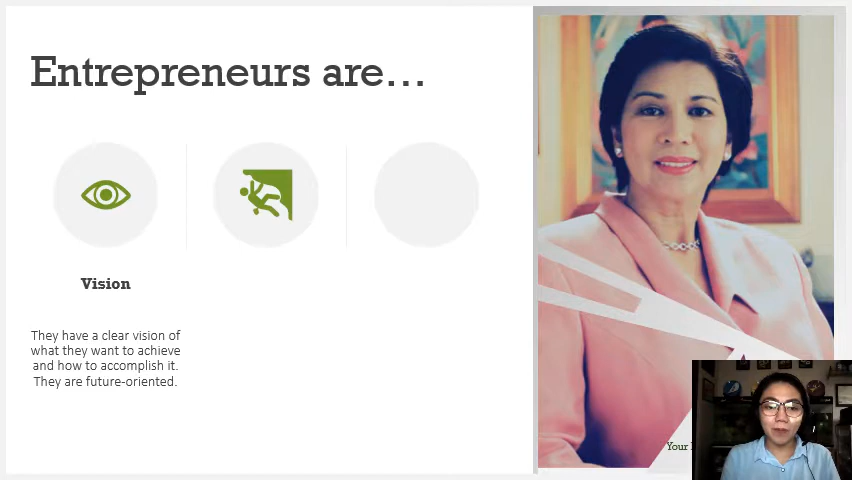 Entrepreneurs are...
Vision
They have a clear vision of
what they want to achieve
and how to accomplish it.
They are future-oriented.
Your